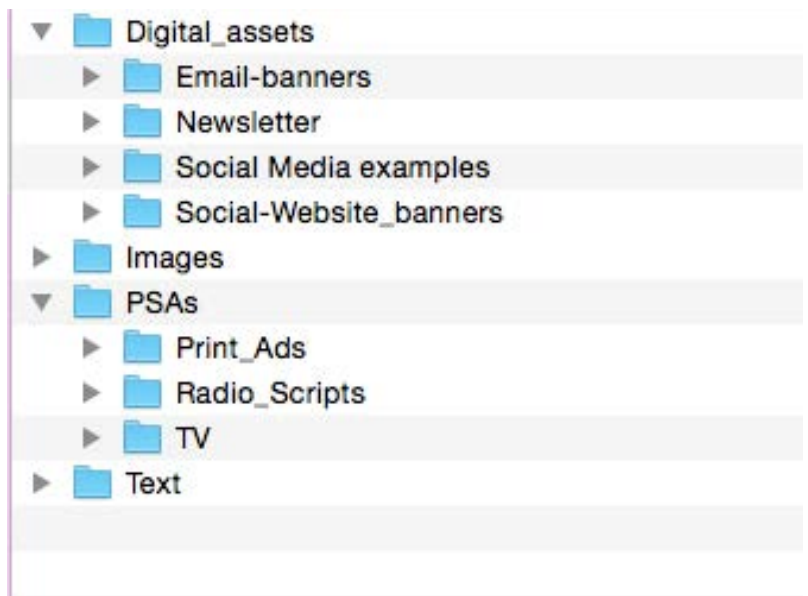 Digital_assets
Email-banners
Newsletter
Social Media examples
Social-Website_banners
Images
PSAs
Print_Ads
Radio_Scripts
TV
Text